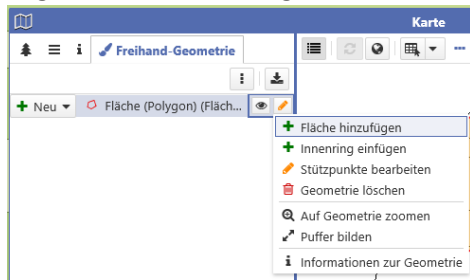 Karte
i Freihand-Geometrie
Neu Fläche (Polygon) (Fläch...
Fläche hinzufügen
Innenring einfügen
Stützpunkte bearbeiten
Geometrie löschen
Auf Geometrie zoomen
Puffer bilden
i Informationen zur Geometrie